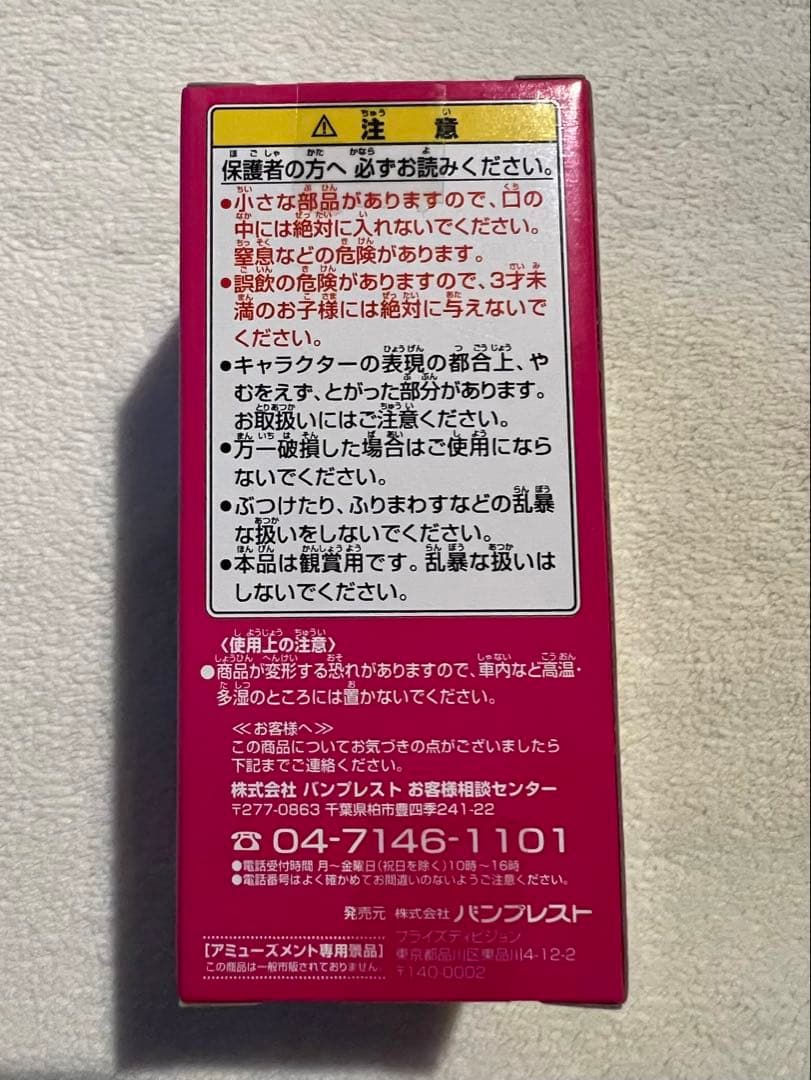 ⚠ 注意
保護者の方へ 必ずお読みください。
●小さな部品がありますので、口の
中には絶対に入れないでください。
窒息などの危険があります。
●誤飲の危険がありますので、3才未
満のお子様には絶対に与えないで
ください。
●キャラクターの表現の都合上、や
むをえず、とがった部分があります。
お取扱いにはご注意ください。
●万一破損した場合はご使用になら
ないでください。
●ぶつけたり、ふりまわすなどの乱暴
な扱いをしないでください。
●本品は観賞用です。乱暴な扱いは
しないでください。
〈使用上の注意〉
●商品が変形する恐れがありますので、車内など高温・
多湿のところには置かないでください。
≪お客様へ≫
この商品についてお気づきの点がございましたら
下記までご連絡ください。
株式会社 バンプレスト お客様相談センター
〒277-0863 千葉県柏市豊四季241-22
☎ 04-7146-1101
●電話受付時間 月〜金曜日(祝日を除く)10時〜16時
●電話番号はよく確かめてお間違いのないようご注意ください。
発売元 株式会社 バンプレスト
プライズディビジョン
東京都品川区東品川4-12-2
〒140-0002
[アミューズメント専用景品]
この商品は一般市販されておりません。